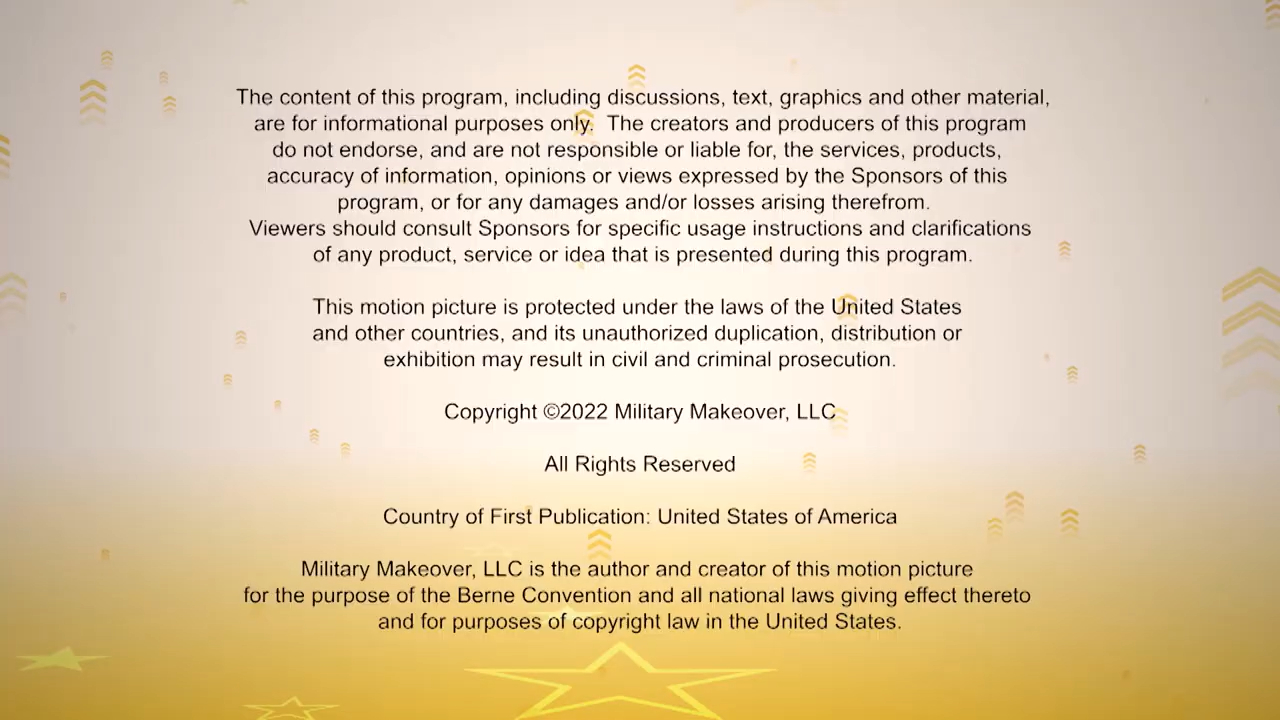 The content of this program, including discussions, text, graphics and other material,
are for informational purposes only.  The creators and producers of this program
do not endorse, and are not responsible or liable for, the services, products,
accuracy of information, opinions or views expressed by the Sponsors of this
program, or for any damages and/or losses arising therefrom.
Viewers should consult Sponsors for specific usage instructions and clarifications
of any product, service or idea that is presented during this program.
This motion picture is protected under the laws of the United States
and other countries, and its unauthorized duplication, distribution or
exhibition may result in civil and criminal prosecution.
Copyright ©2022 Military Makeover, LLC
All Rights Reserved
Country of First Publication: United States of America
Military Makeover, LLC is the author and creator of this motion picture
for the purpose of the Berne Convention and all national laws giving effect thereto
and for purposes of copyright law in the United States.